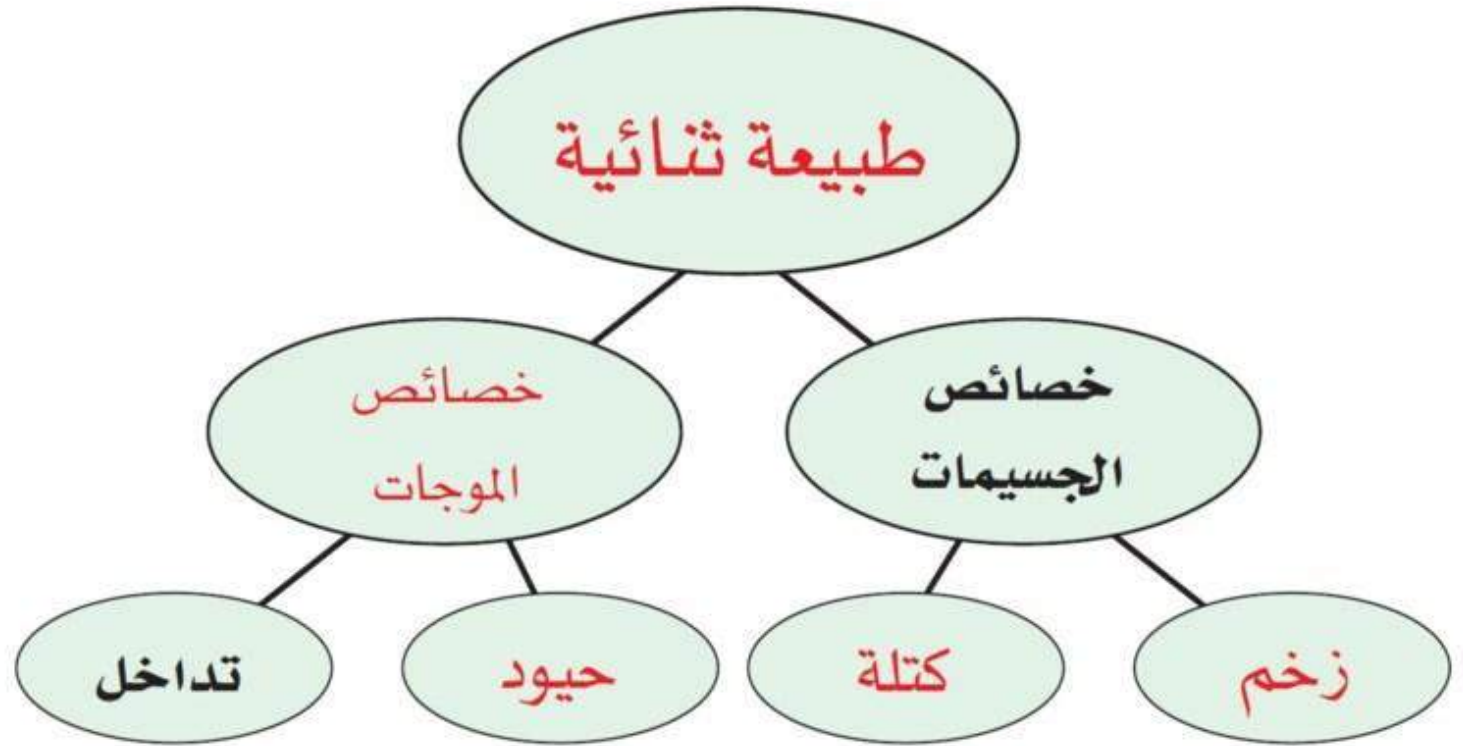 طبيعة ثنائية
خصائص
الجسيمات
خصائص
الموجات
زخم
كتلة
حيود
تداخل